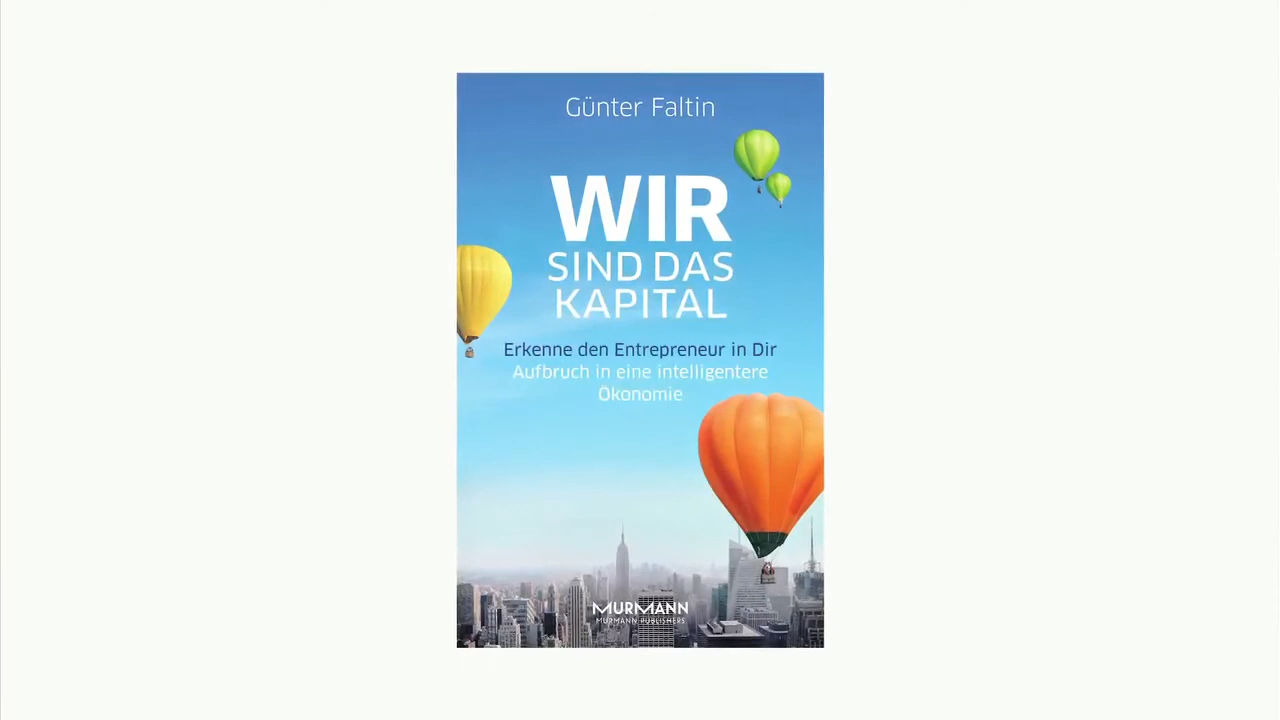 Günter Faltin
WIR
SIND DAS
KAPITAL
Erkenne den Entrepreneur in Dir
Aufbruch in eine intelligentere
Ökonomie
MURMANN
MURMANN PUBLISHERS